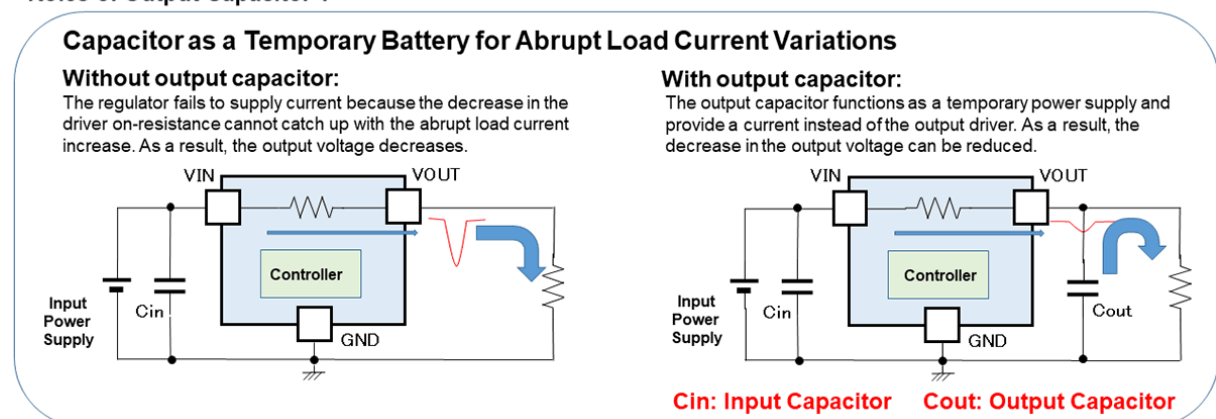 Capacitor as a Temporary Battery for Abrupt Load Current Variations
Without output capacitor:
The regulator fails to supply current because the decrease in the
driver on-resistance cannot catch up with the abrupt load current
increase. As a result, the output voltage decreases.
VIN
VOUT
Controller
Input
Power
Supply
Cin
GND
With output capacitor:
The output capacitor functions as a temporary power supply and
provide a current instead of the output driver. As a result, the
decrease in the output voltage can be reduced.
VIN
VOUT
Controller
Input
Power
Supply
Cin
Cout
GND
Cin: Input Capacitor Cout: Output Capacitor